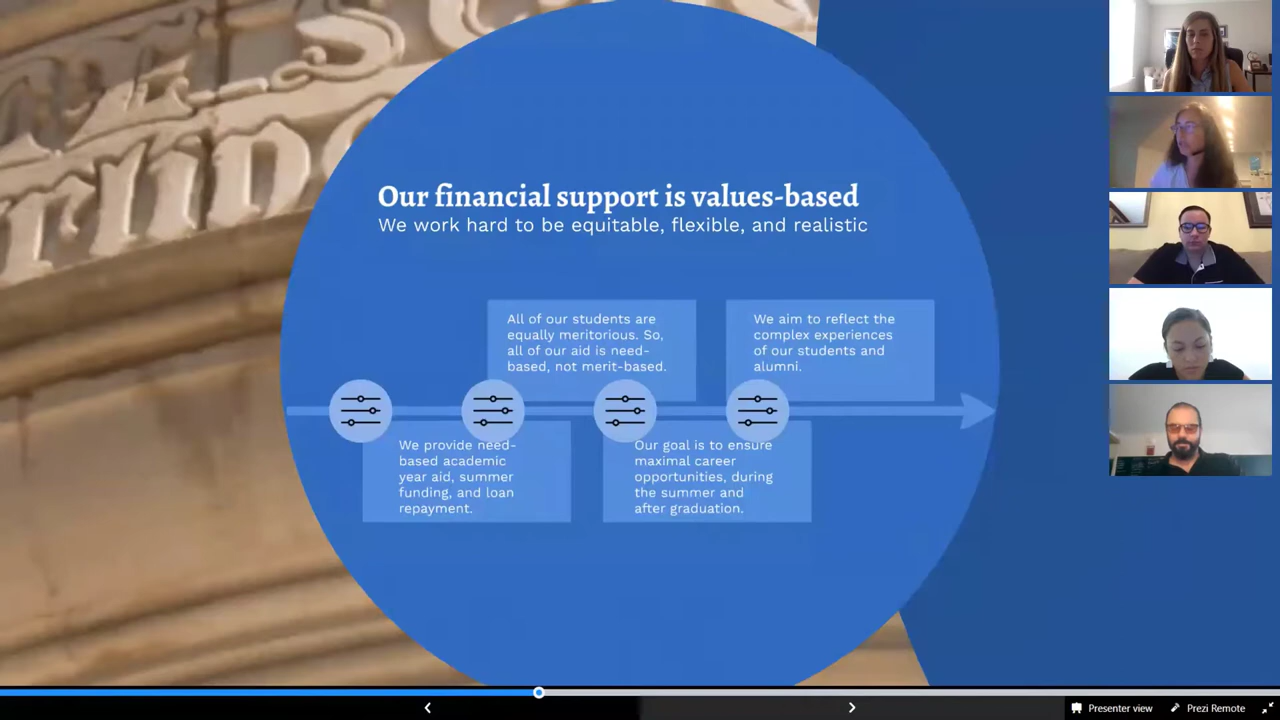 Our financial support is values-based
We work hard to be equitable, flexible, and realistic
All of our students are
equally meritorious. So,
all of our aid is need-
based, not merit-based.
We aim to reflect the
complex experiences
of our students and
alumni.
We provide need-
based academic
year aid, summer
funding, and loan
repayment.
Our goal is to ensure
maximal career
opportunities, during
the summer and
after graduation.
Presenter view
Prezi Remote